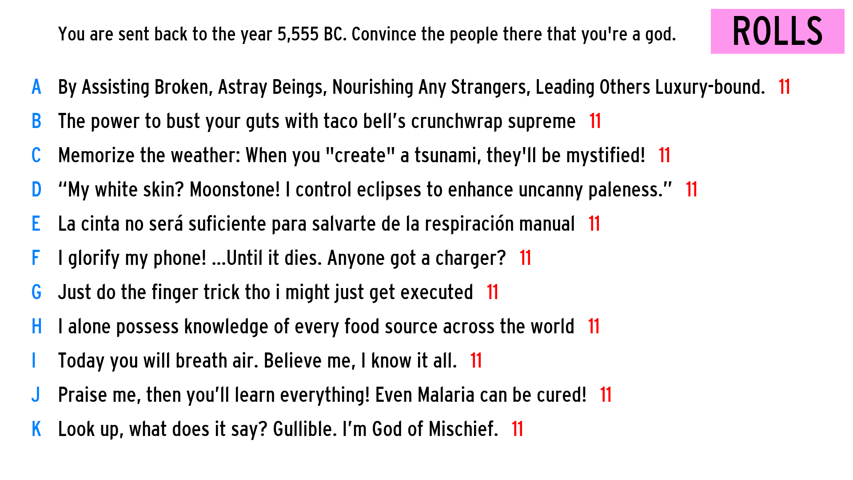 You are sent back to the year 5,555 BC. Convince the people there that you're a god.
ROLLS
A By Assisting Broken, Astray Beings, Nourishing Any Strangers, Leading Others Luxury-bound. 11
B The power to bust your guts with taco bell’s crunchwrap supreme 11
C Memorize the weather: When you "create" a tsunami, they'll be mystified! 11
D “My white skin? Moonstone! I control eclipses to enhance uncanny paleness.” 11
E La cinta no será suficiente para salvarte de la respiración manual 11
F I glorify my phone! ...Until it dies. Anyone got a charger? 11
G Just do the finger trick tho i might just get executed 11
H I alone possess knowledge of every food source across the world 11
I Today you will breath air. Believe me, I know it all. 11
J Praise me, then you’ll learn everything! Even Malaria can be cured! 11
K Look up, what does it say? Gullible. I’m God of Mischief. 11